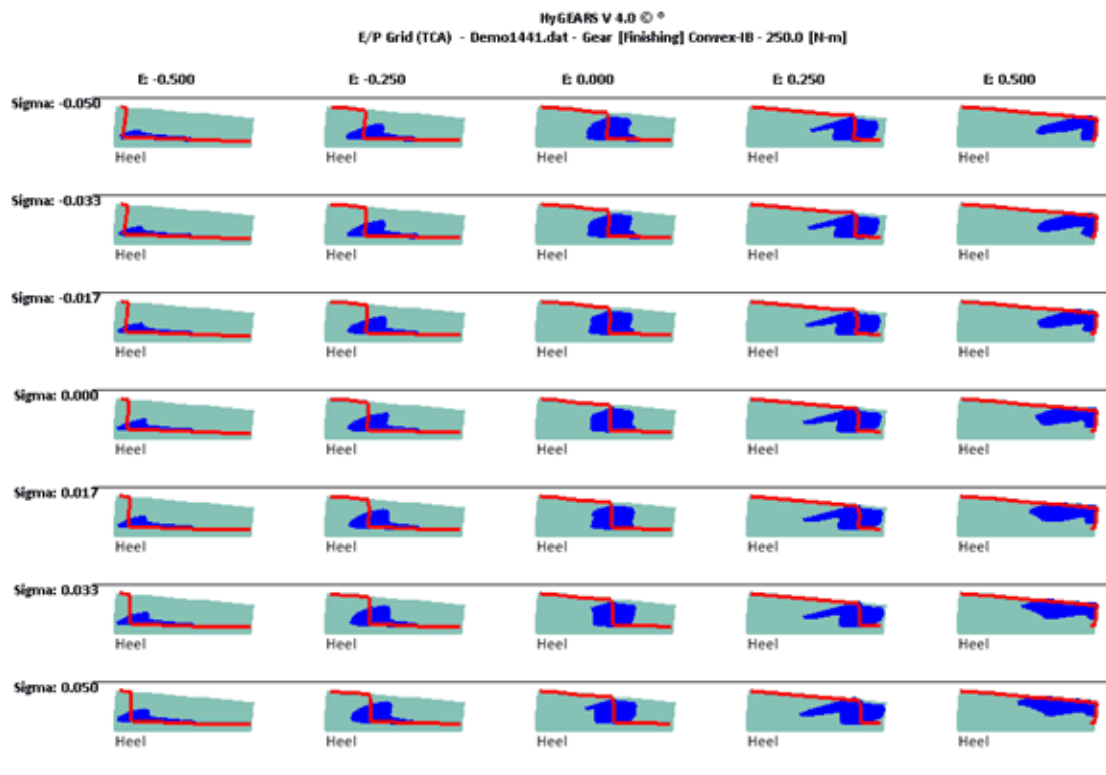 HyGEARS V 4.0 © °
E/P Grid (TCA) - Demo1441.dat - Gear [Finishing] Convex-IB - 250.0 [N-m]
E: -0.500 E: -0.250 E: 0.000 E: 0.250 E: 0.500
Sigma: -0.050
Heel Heel Heel Heel Heel
Sigma: -0.033
Heel Heel Heel Heel Heel
Sigma: -0.017
Heel Heel Heel Heel Heel
Sigma: 0.000
Heel Heel Heel Heel Heel
Sigma: 0.017
Heel Heel Heel Heel Heel
Sigma: 0.033
Heel Heel Heel Heel Heel
Sigma: 0.050
Heel Heel Heel Heel Heel